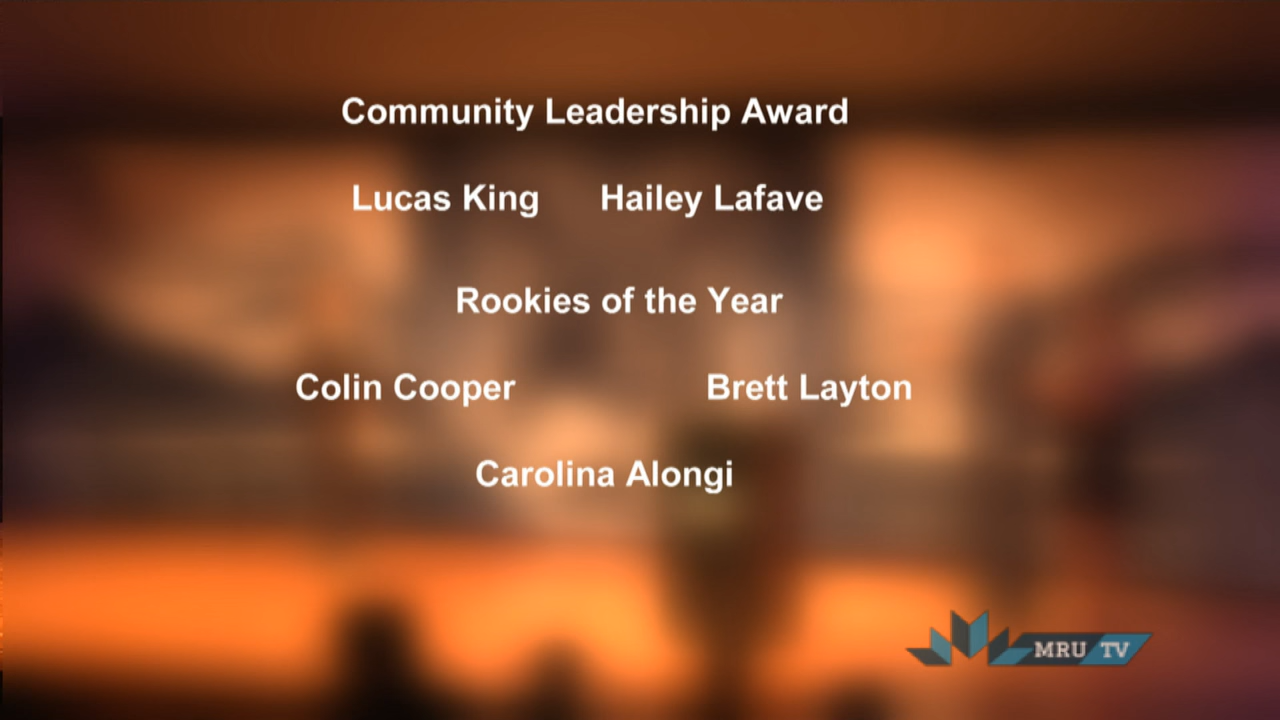 Community Leadership Award
Lucas King Hailey Lafave
Rookies of the Year
Colin Cooper Brett Layton
Carolina Alongi
MRU TV